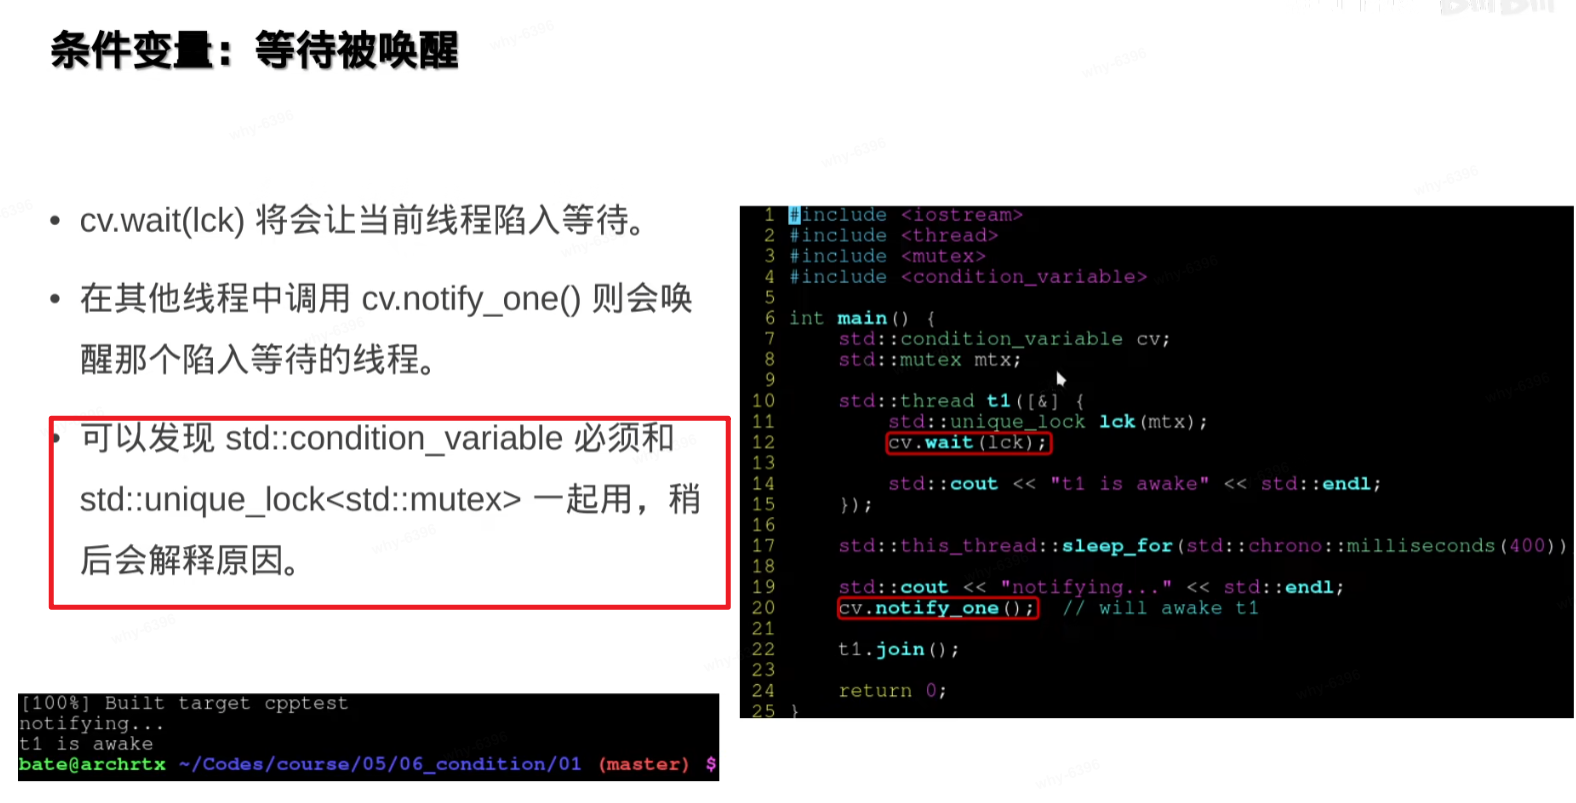 条件变量：等待被唤醒
• cv.wait(lck) 将会让当前线程陷入等待。
• 在其他线程中调用 cv.notify_one() 则会唤
醒那个陷入等待的线程。
• 可以发现 std::condition_variable 必须和
std::unique_lock<std::mutex> 一起用，稍
后会解释原因。
1 #include <iostream>
2 #include <thread>
3 #include <mutex>
4 #include <condition_variable>
5
6 int main() {
7     std::condition_variable cv;
8     std::mutex mtx;
9
10     std::thread t1([&] {
11         std::unique_lock lck(mtx);
12         cv.wait(lck);
13
14         std::cout << "t1 is awake" << std::endl;
15     });
16
17     std::this_thread::sleep_for(std::chrono::milliseconds(400))
18
19     std::cout << "notifying..." << std::endl;
20     cv.notify_one();  // will awake t1
21
22     t1.join();
23
24     return 0;
25 }
[100%] Built target cpptest
notifying...
t1 is awake
bate@archrtx ~/Codes/course/05/06_condition/01 (master) $
why-6396